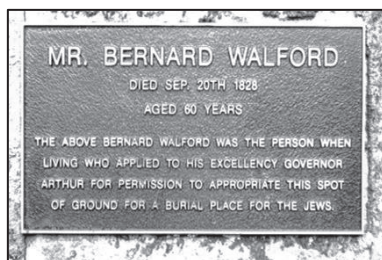 MR. BERNARD WALFORD
DIED SEP. 20TH 1828
AGED 60 YEARS
THE ABOVE BERNARD WALFORD WAS THE PERSON WHEN
LIVING WHO APPLIED TO HIS EXCELLENCY GOVERNOR
ARTHUR FOR PERMISSION TO APPROPRIATE THIS SPOT
OF GROUND FOR A BURIAL PLACE FOR THE JEWS.